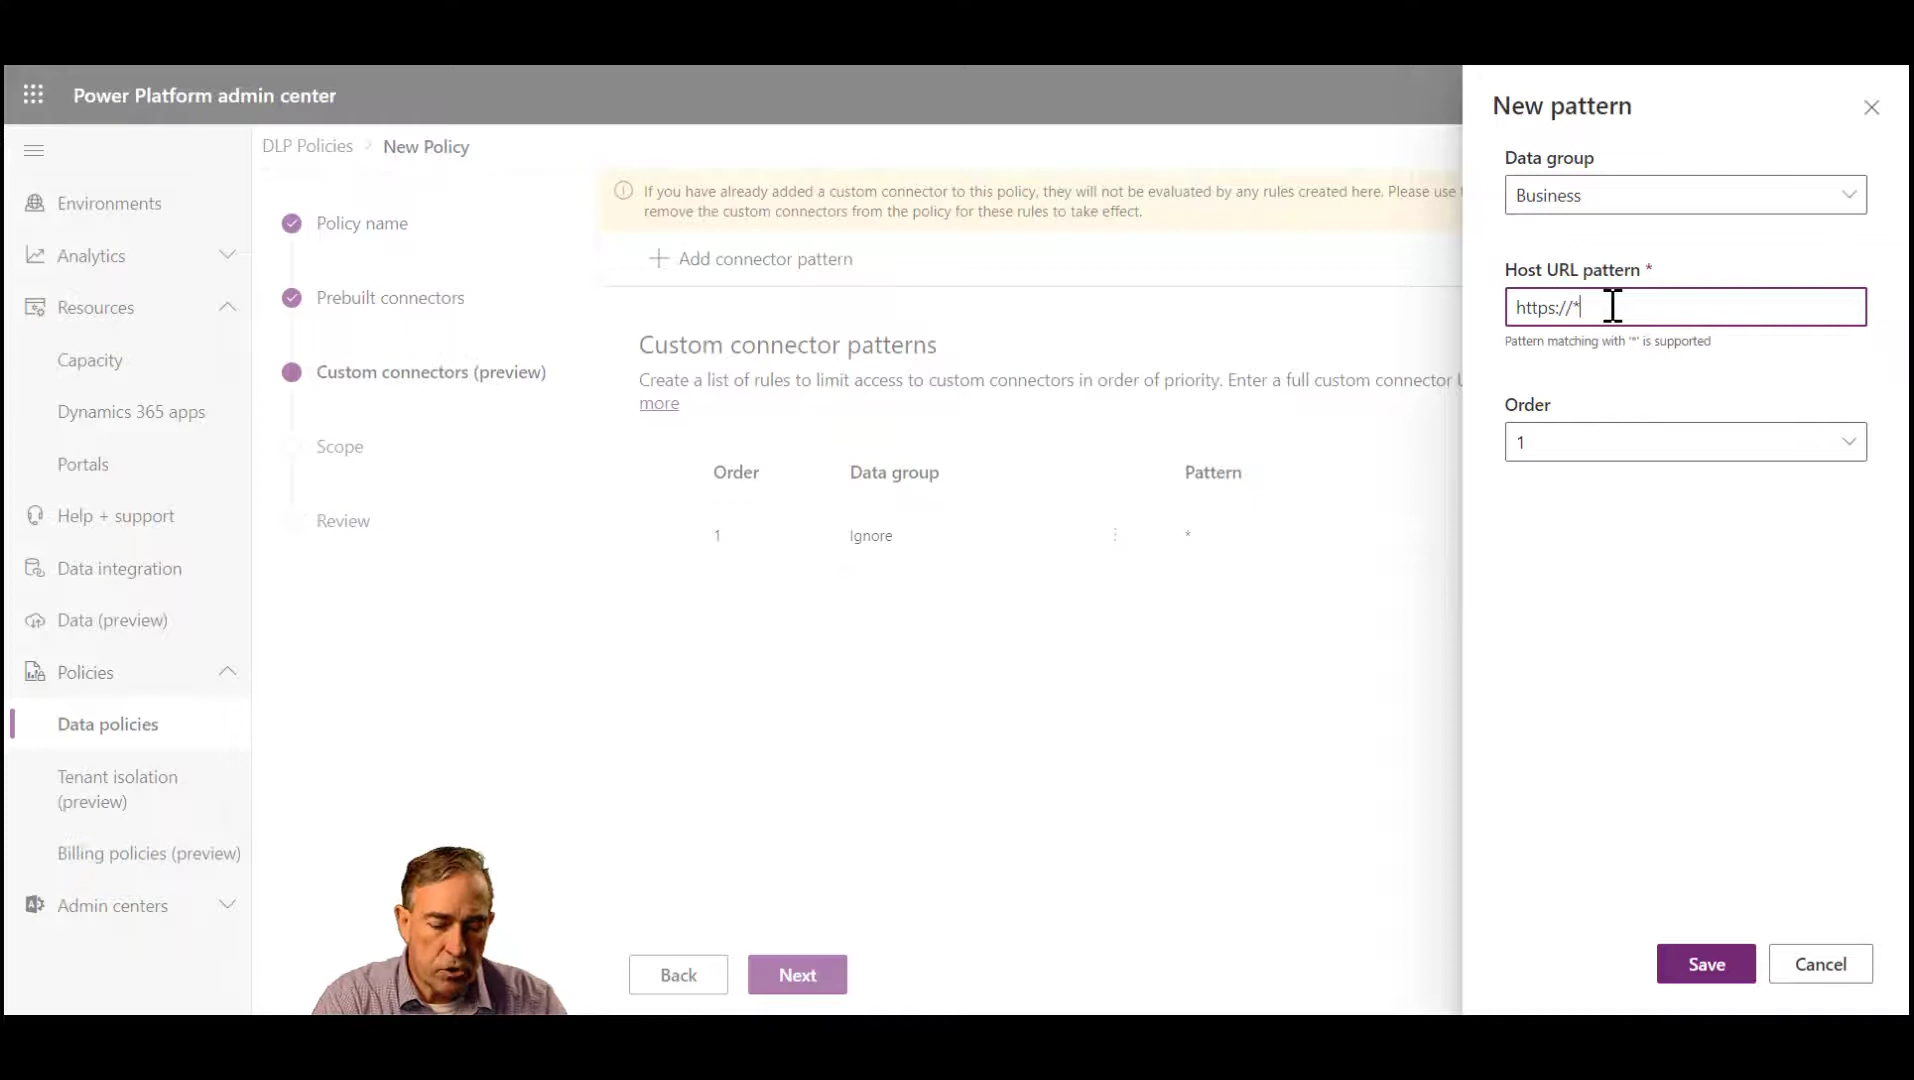 Power Platform admin center
DLP Policies > New Policy
Environments
Analytics
Resources
Capacity
Dynamics 365 apps
Portals
Help + support
Data integration
Data (preview)
Policies
Data policies
Tenant isolation
(preview)
Billing policies (preview)
Admin centers
Policy name
Prebuilt connectors
Custom connectors (preview)
Scope
Review
If you have already added a custom connector to this policy, they will not be evaluated by any rules created here. Please use
remove the custom connectors from the policy for these rules to take effect.
Add connector pattern
Custom connector patterns
Create a list of rules to limit access to custom connectors in order of priority. Enter a full custom connector
more
Order Data group Pattern
1 Ignore *
Back Next
New pattern
Data group
Business
Host URL pattern *
https://*
Pattern matching with '*' is supported
Order
1
Save Cancel